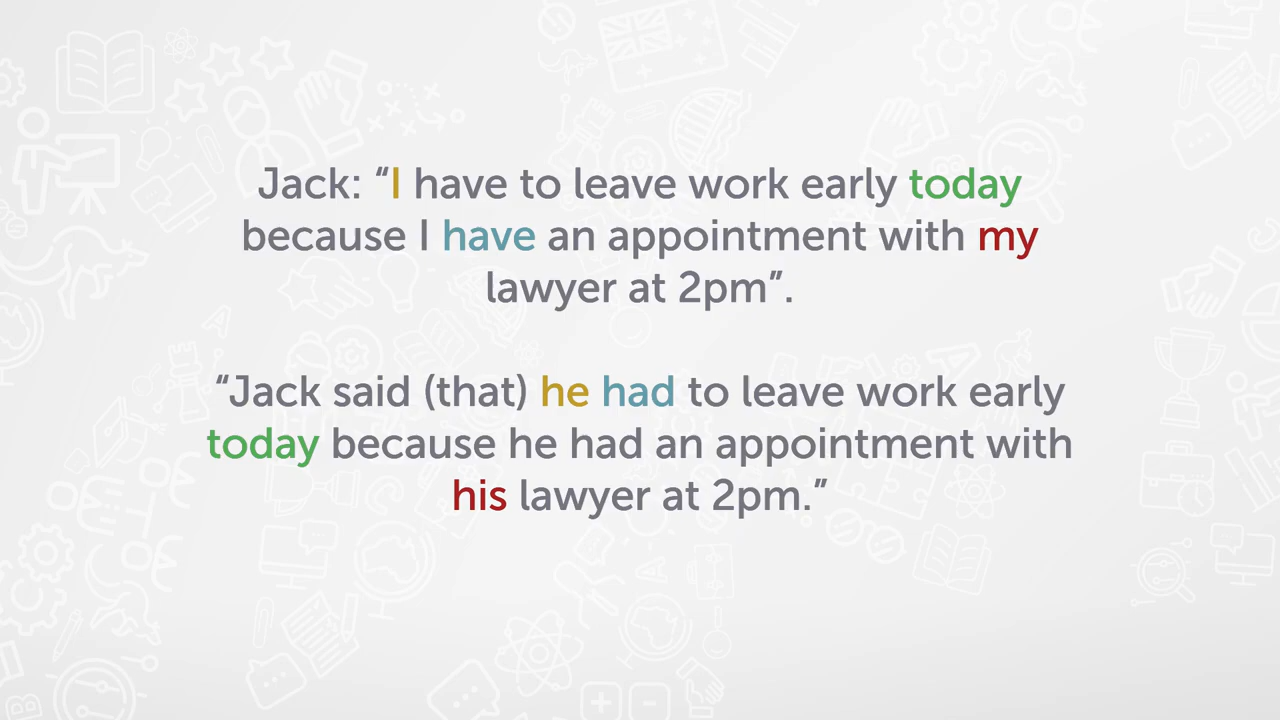 Jack: “I have to leave work early today
because I have an appointment with my
lawyer at 2pm”.
“Jack said (that) he had to leave work early
today because he had an appointment with
his lawyer at 2pm.”